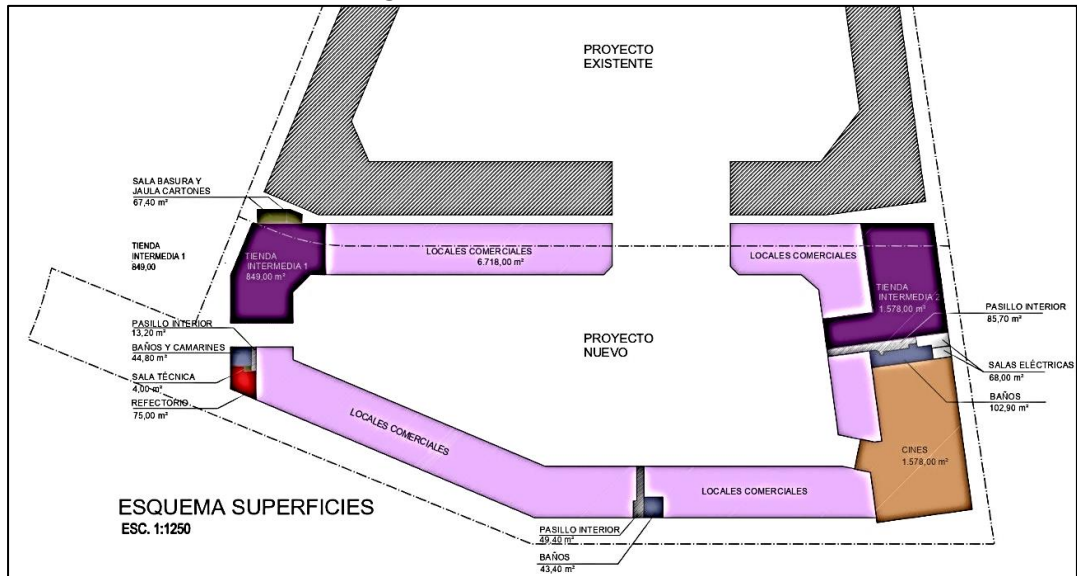 PROYECTO
EXISTENTE
SALA BASURA Y
JAULA CARTONES
67,40 m²
TIENDA
INTERMEDIA 1
849,00
TIENDA
INTERMEDIA 1
849,00 m²
LOCALES COMERCIALES
6.718,00 m²
LOCALES COMERCIALES
TIENDA
INTERMEDIA 2
1.578,00 m²
PASILLO INTERIOR
85,70 m²
PASILLO INTERIOR
13,20 m²
BAÑOS Y CAMARINES
44,80 m²
SALA TÉCNICA
4,00 m²
REFECTORIO
75,00 m²
PROYECTO
NUEVO
SALAS ELÉCTRICAS
68,00 m²
BAÑOS
102,90 m²
LOCALES COMERCIALES
CINES
1.578,00 m²
LOCALES COMERCIALES
ESQUEMA SUPERFICIES
ESC. 1:1250
PASILLO INTERIOR
49,40 m²
BAÑOS
43,40 m²